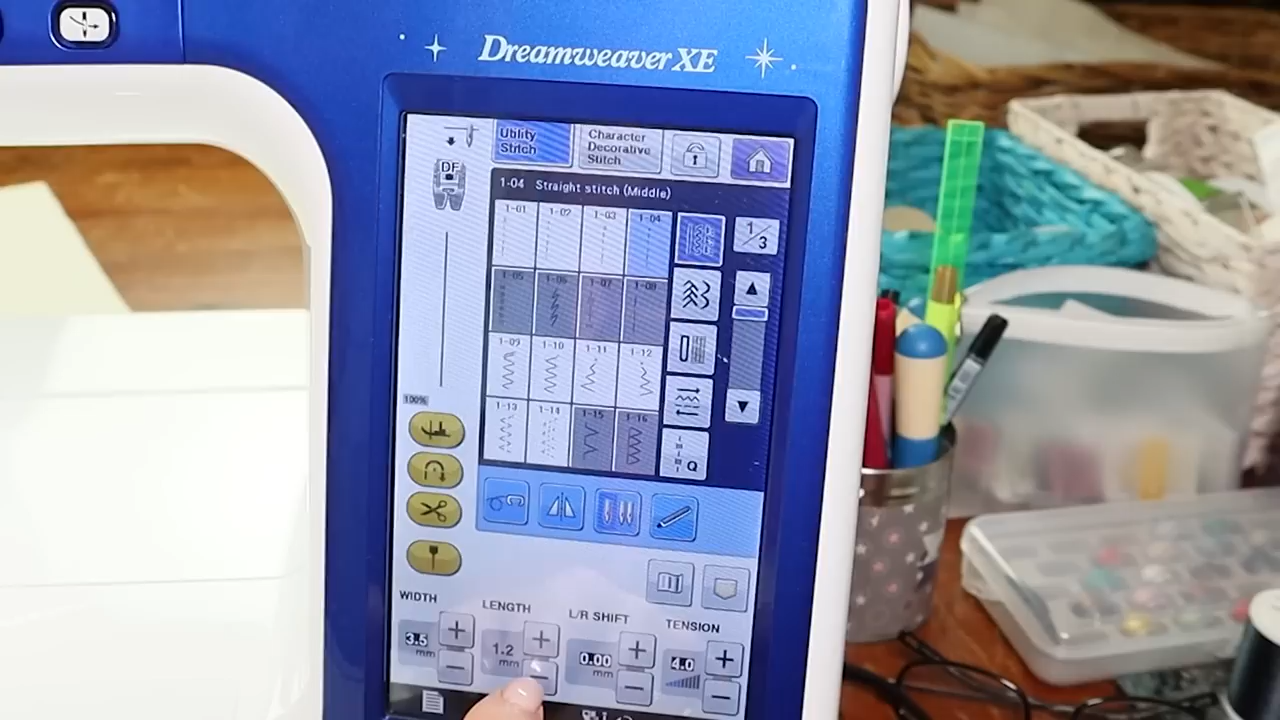 Dreamweaver XE
Utility
Stitch
Character
Decorative
Stitch
DF
1-04 Straight stitch (Middle)
1-01 1-02 1-03 1-04
1/3
1-05 1-06 1-07 1-08
1-09 1-10 1-11 1-12
1-13 1-14 1-15 1-16
Q
100%
WIDTH LENGTH L/R SHIFT TENSION
3.5 mm + 1.2 mm + 0.00 mm + 4.0 +
− − − −